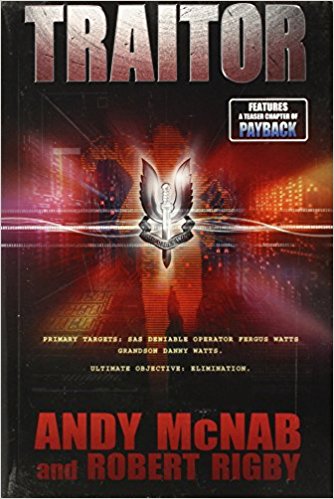 TRAITOR
FEATURES
A TEASER CHAPTER OF
PAYBACK
PRIMARY TARGETS: SAS DENIABLE OPERATOR FERGUS WATTS
GRANDSON DANNY WATTS.
ULTIMATE OBJECTIVE: ELIMINATION.
ANDY McNAB
and ROBERT RIGBY